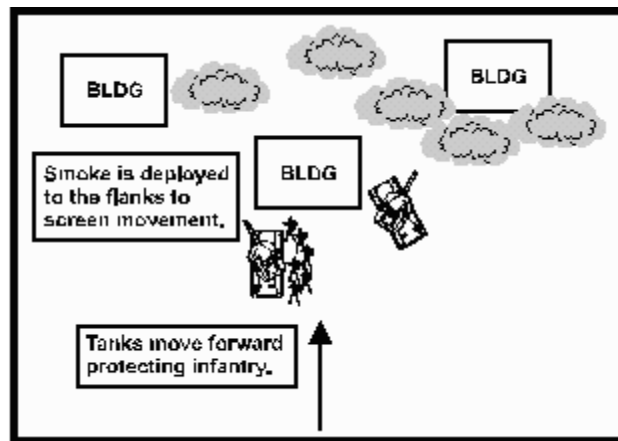 BLDG
BLDG
BLDG
Smoke is deployed
to the flanks to
screen movement.
Tanks move forward
protecting infantry.